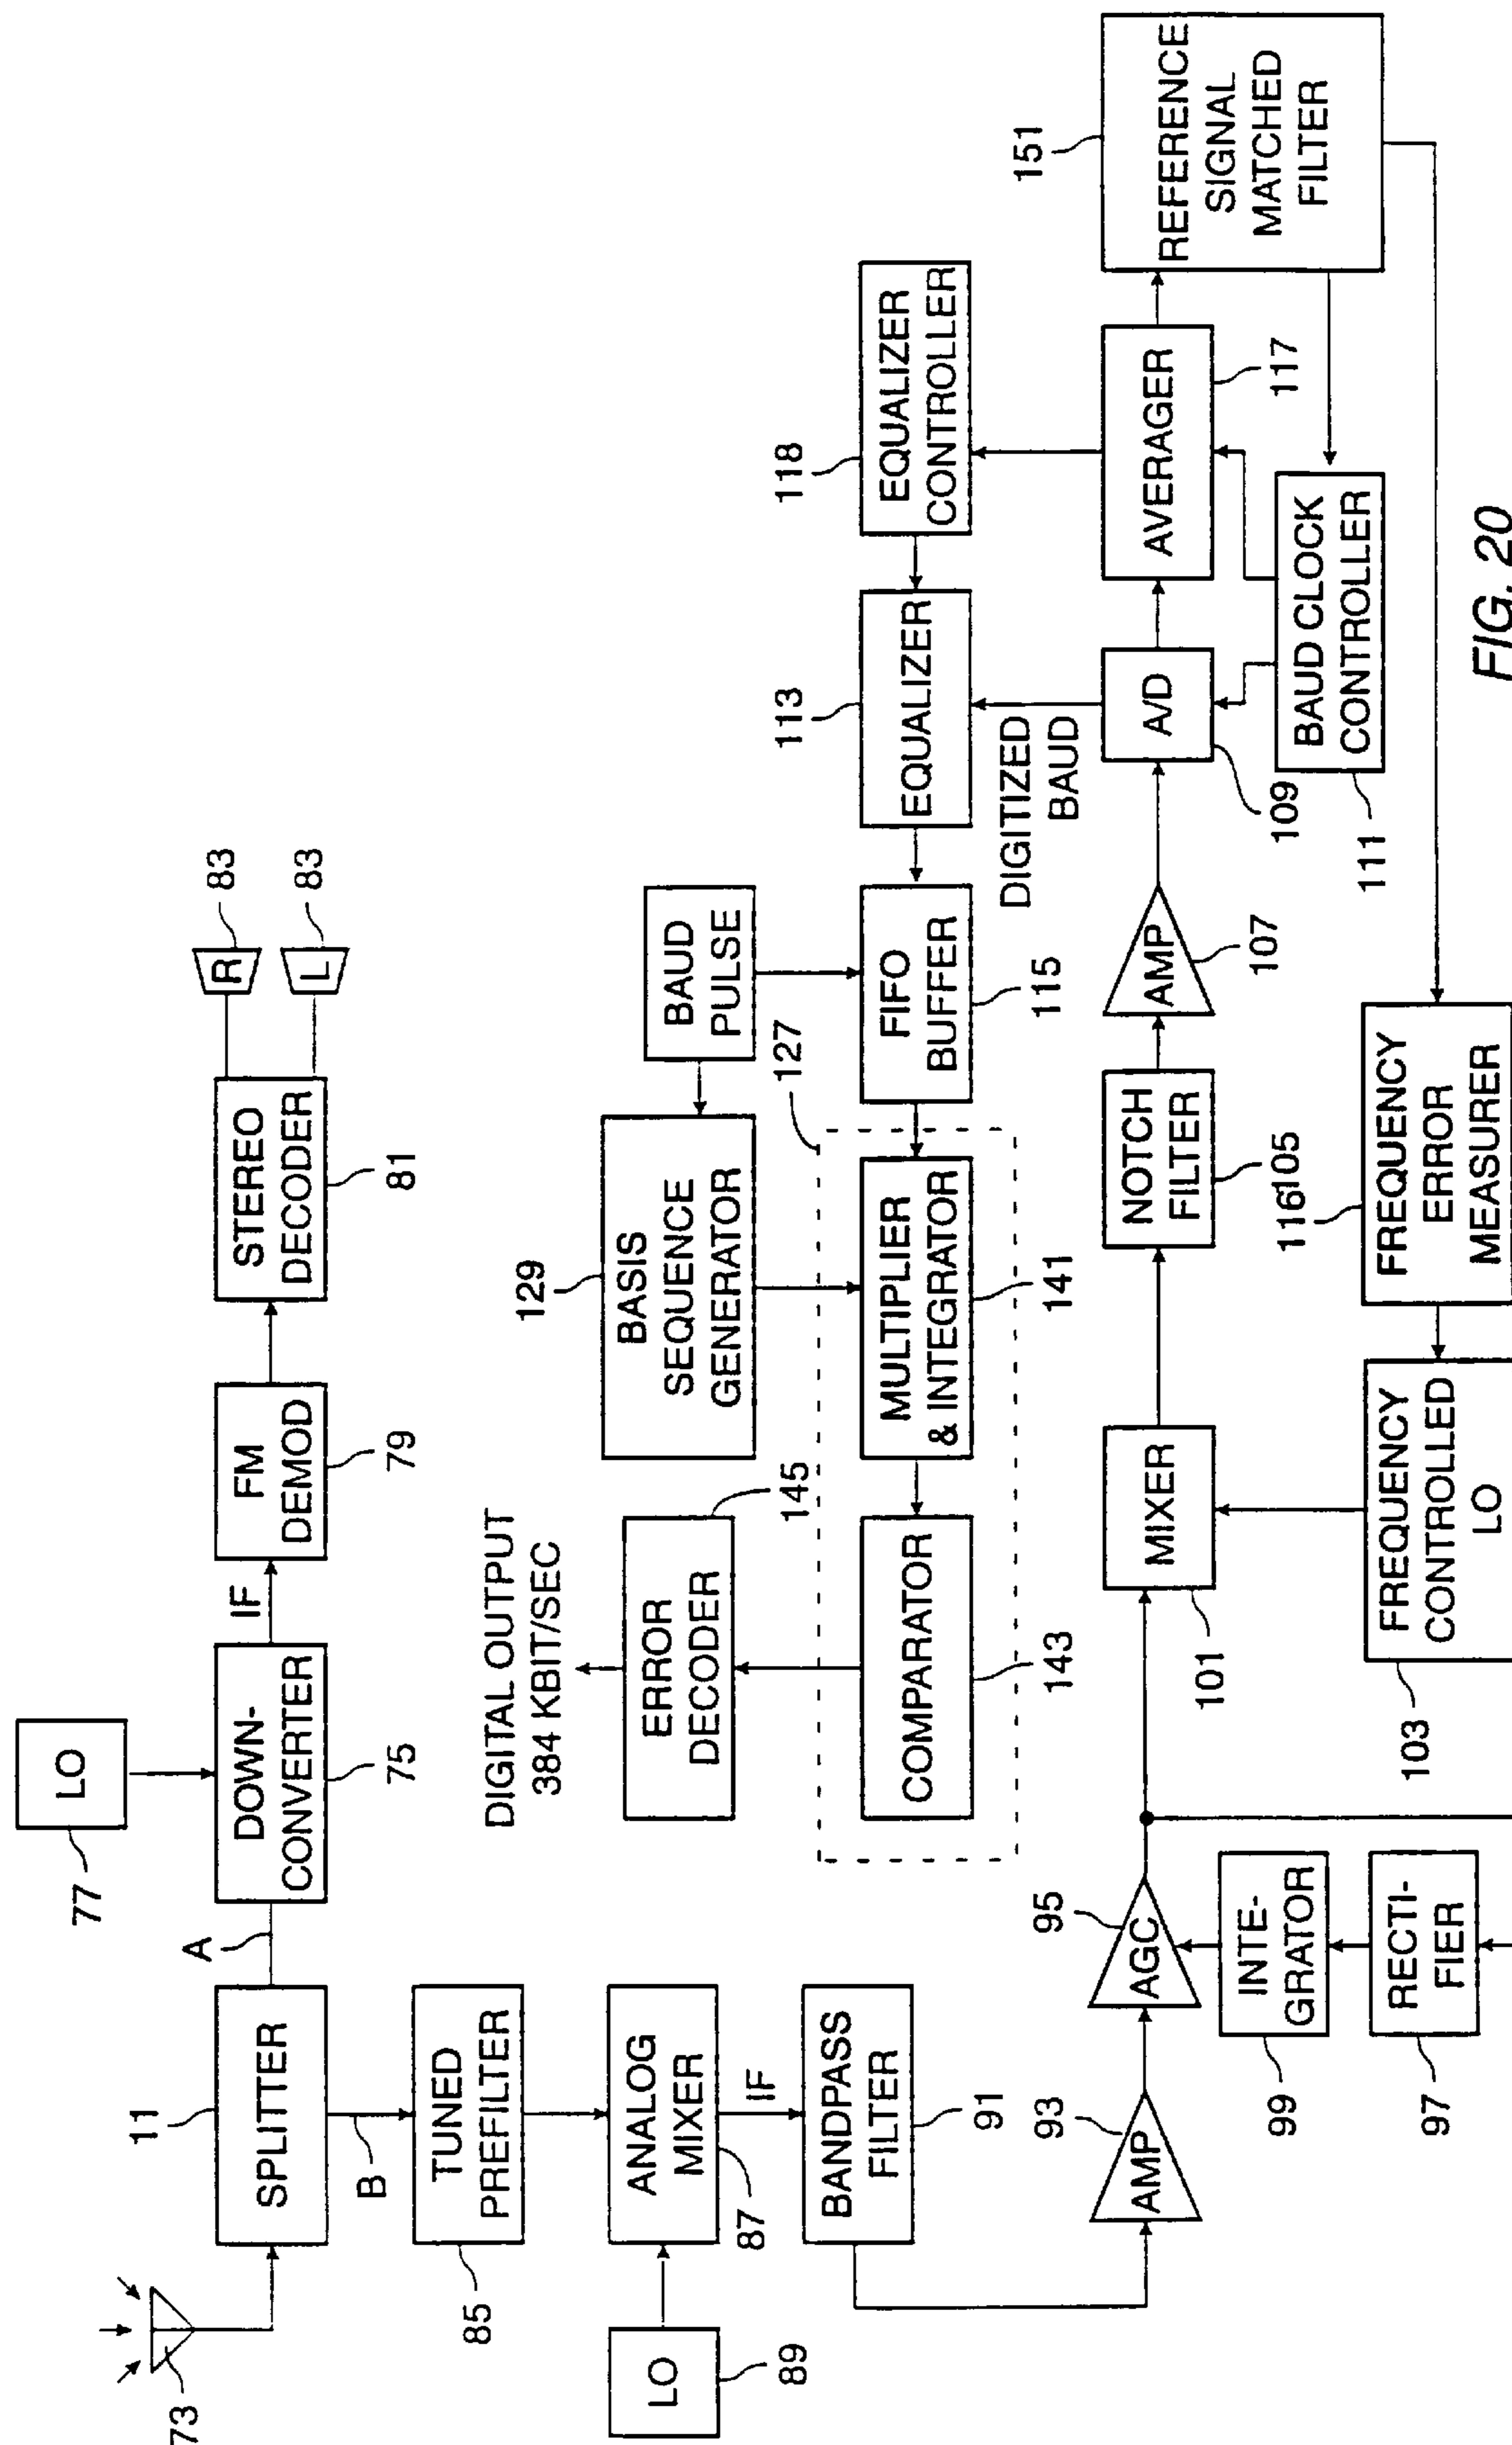 73
11
SPLITTER
A
77
LO
DOWN-
CONVERTER
75
IF
FM
DEMOD
79
STEREO
DECODER
81
R
83
L
83
B
TUNED
PREFILTER
85
ANALOG
MIXER
87
LO
89
IF
BANDPASS
FILTER
91
DIGITAL OUTPUT
384 KBIT/SEC
ERROR
DECODER
145
129
BASIS
SEQUENCE
GENERATOR
BAUD
PULSE
127
COMPARATOR
143
MULTIPLIER
& INTEGRATOR
141
FIFO
BUFFER
115
113
EQUALIZER
118
EQUALIZER
CONTROLLER
DIGITIZED
BAUD
93
AMP
95
AGC
INTE-
GRATOR
99
RECTI-
FIER
97
MIXER
101
NOTCH
FILTER
105
AMP
107
A/D
109
AVERAGER
117
151
REFERENCE
SIGNAL
MATCHED
FILTER
BAUD CLOCK
CONTROLLER
111
FREQUENCY
CONTROLLED
LO
103
116
FREQUENCY
ERROR
MEASURER
FIG. 20